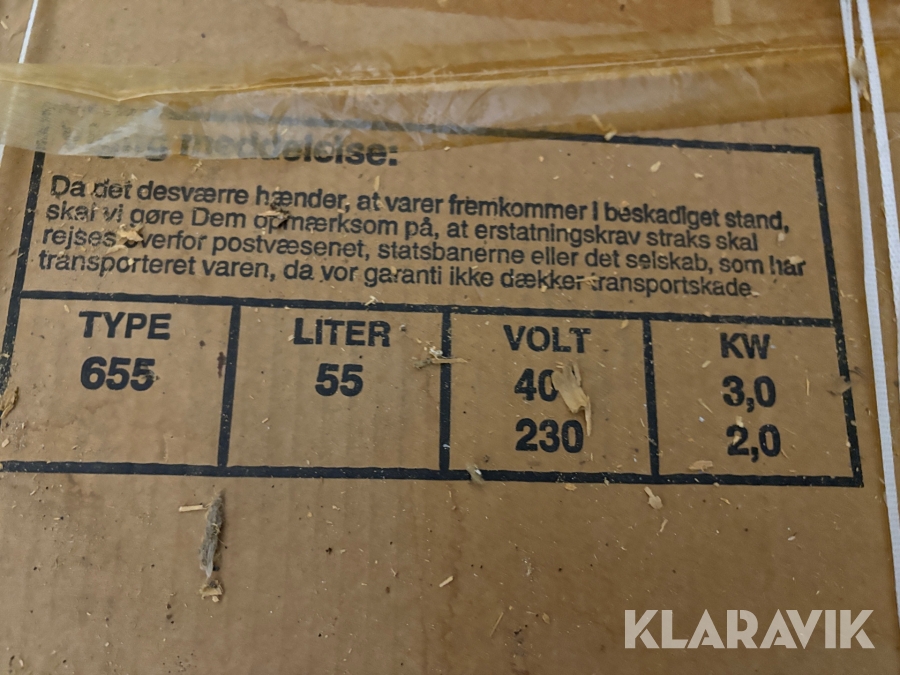 meddelelse:
Da det desværre hænder, at varer fremkommer i beskadiget stand,
skal vi gøre Dem opmærksom på, at erstatningskrav straks skal
rejses overfor postvæsenet, statsbanerne eller det selskab, som har
transporteret varen, da vor garanti ikke dækker transportskade.
TYPE LITER VOLT KW
655 55 3,0
230 2,0
KLARAVIK